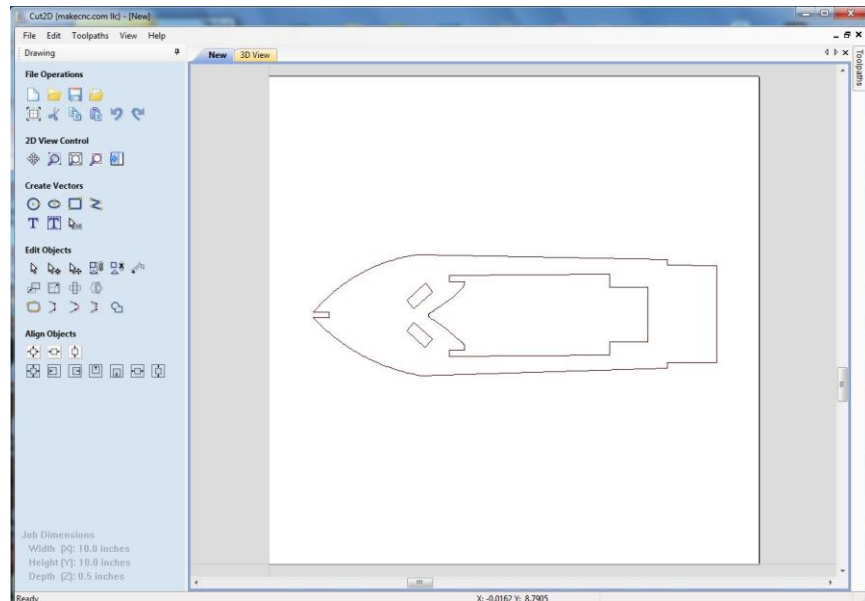 Cut2D [makecnc.com llc] - [New]
File Edit Toolpaths View Help
Drawing
New 3D View
Toolpaths
File Operations
2D View Control
Create Vectors
T T
Edit Objects
Align Objects
Job Dimensions
Width [X]: 10.0 inches
Height [Y]: 10.0 inches
Depth [Z]: 0.5 inches
Ready
X: -0.0162 Y: 8.7905